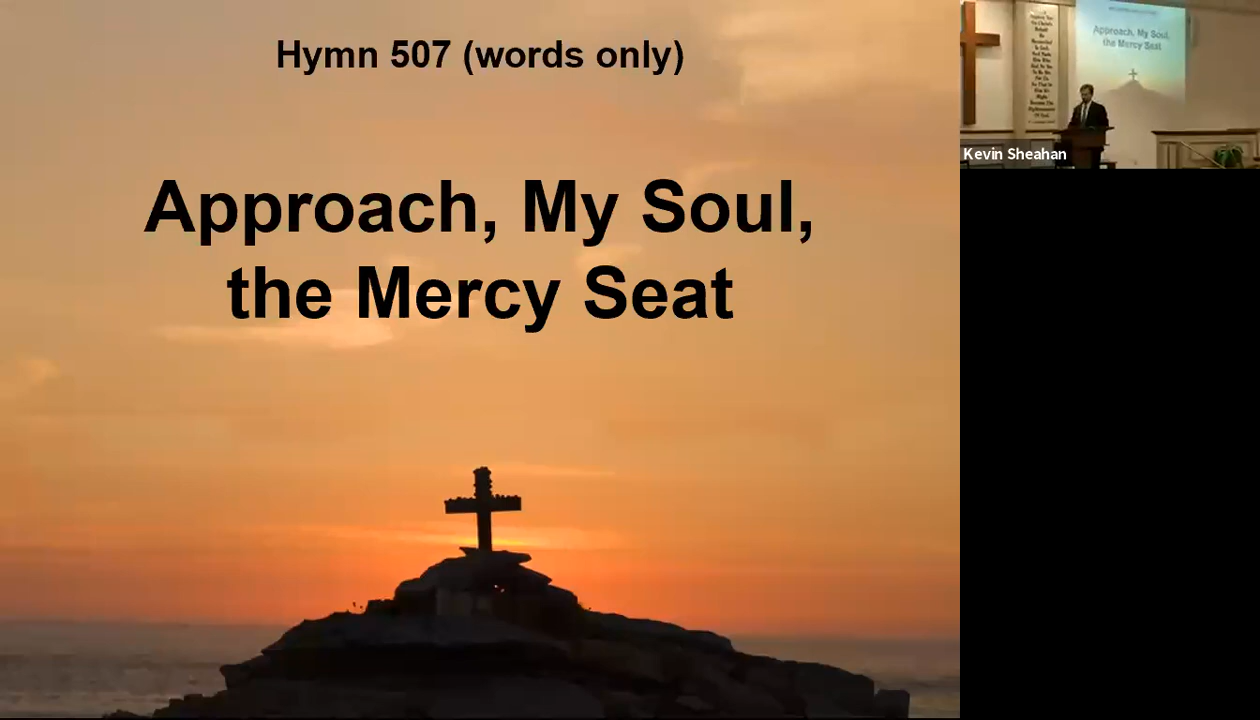 Hymn 507 (words only)
Approach, My Soul,
the Mercy Seat
Approach, My Soul,
the Mercy Seat
Kevin Sheahan